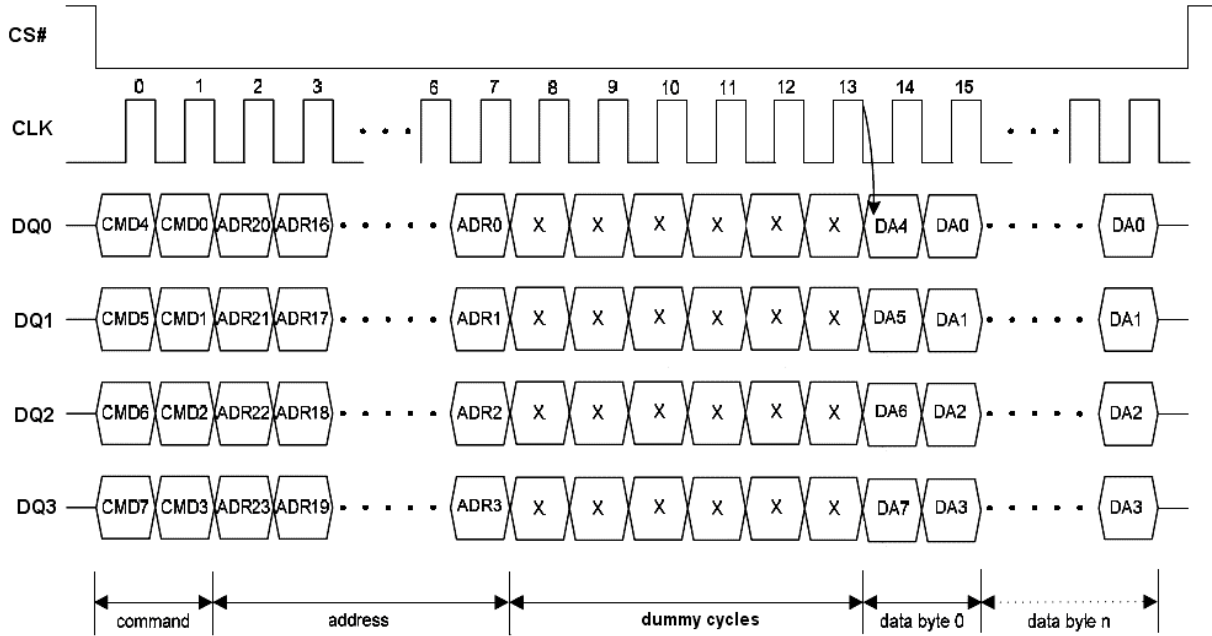 CS#
0 1 2 3 6 7 8 9 10 11 12 13 14 15
CLK
DQ0 CMD4 CMD0 ADR20 ADR16 ADR0 X X X X X X DA4 DA0 DA0
DQ1 CMD5 CMD1 ADR21 ADR17 ADR1 X X X X X X DA5 DA1 DA1
DQ2 CMD6 CMD2 ADR22 ADR18 ADR2 X X X X X X DA6 DA2 DA2
DQ3 CMD7 CMD3 ADR23 ADR19 ADR3 X X X X X X DA7 DA3 DA3
command address dummy cycles data byte 0 data byle n